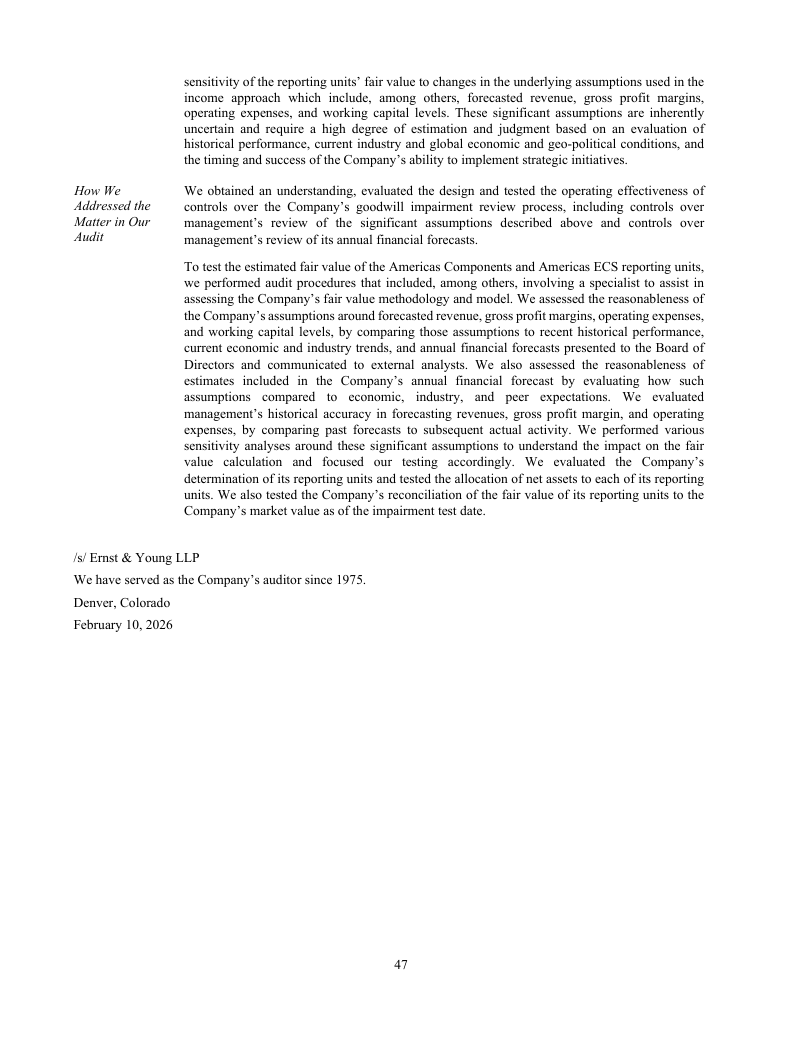 sensitivity of the reporting units’ fair value to changes in the underlying assumptions used in the
income approach which include, among others, forecasted revenue, gross profit margins,
operating expenses, and working capital levels. These significant assumptions are inherently
uncertain and require a high degree of estimation and judgment based on an evaluation of
historical performance, current industry and global economic and geo-political conditions, and
the timing and success of the Company’s ability to implement strategic initiatives.
How We
Addressed the
Matter in Our
Audit
We obtained an understanding, evaluated the design and tested the operating effectiveness of
controls over the Company’s goodwill impairment review process, including controls over
management’s review of the significant assumptions described above and controls over
management’s review of its annual financial forecasts.
To test the estimated fair value of the Americas Components and Americas ECS reporting units,
we performed audit procedures that included, among others, involving a specialist to assist in
assessing the Company’s fair value methodology and model. We assessed the reasonableness of
the Company’s assumptions around forecasted revenue, gross profit margins, operating expenses,
and working capital levels, by comparing those assumptions to recent historical performance,
current economic and industry trends, and annual financial forecasts presented to the Board of
Directors and communicated to external analysts. We also assessed the reasonableness of
estimates included in the Company’s annual financial forecast by evaluating how such
assumptions compared to economic, industry, and peer expectations. We evaluated
management’s historical accuracy in forecasting revenues, gross profit margin, and operating
expenses, by comparing past forecasts to subsequent actual activity. We performed various
sensitivity analyses around these significant assumptions to understand the impact on the fair
value calculation and focused our testing accordingly. We evaluated the Company’s
determination of its reporting units and tested the allocation of net assets to each of its reporting
units. We also tested the Company’s reconciliation of the fair value of its reporting units to the
Company’s market value as of the impairment test date.
/s/ Ernst & Young LLP
We have served as the Company’s auditor since 1975.
Denver, Colorado
February 10, 2026
47